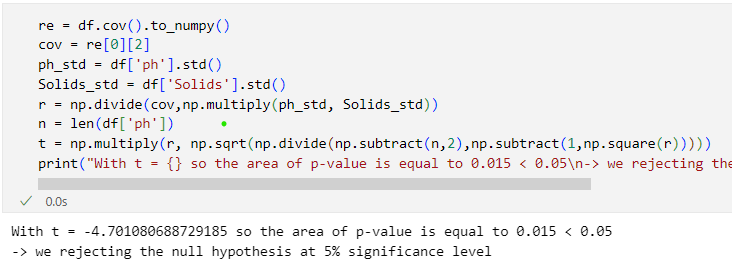 re = df.cov().to_numpy()
cov = re[0][2]
ph_std = df['ph'].std()
Solids_std = df['Solids'].std()
r = np.divide(cov,np.multiply(ph_std, Solids_std))
n = len(df['ph'])
t = np.multiply(r, np.sqrt(np.divide(np.subtract(n,2),np.subtract(1,np.square(r)))))
print("With t = {} so the area of p-value is equal to 0.015 < 0.05\n-> we rejecting the
0.0s
With t = -4.701080688729185 so the area of p-value is equal to 0.015 < 0.05
-> we rejecting the null hypothesis at 5% significance level